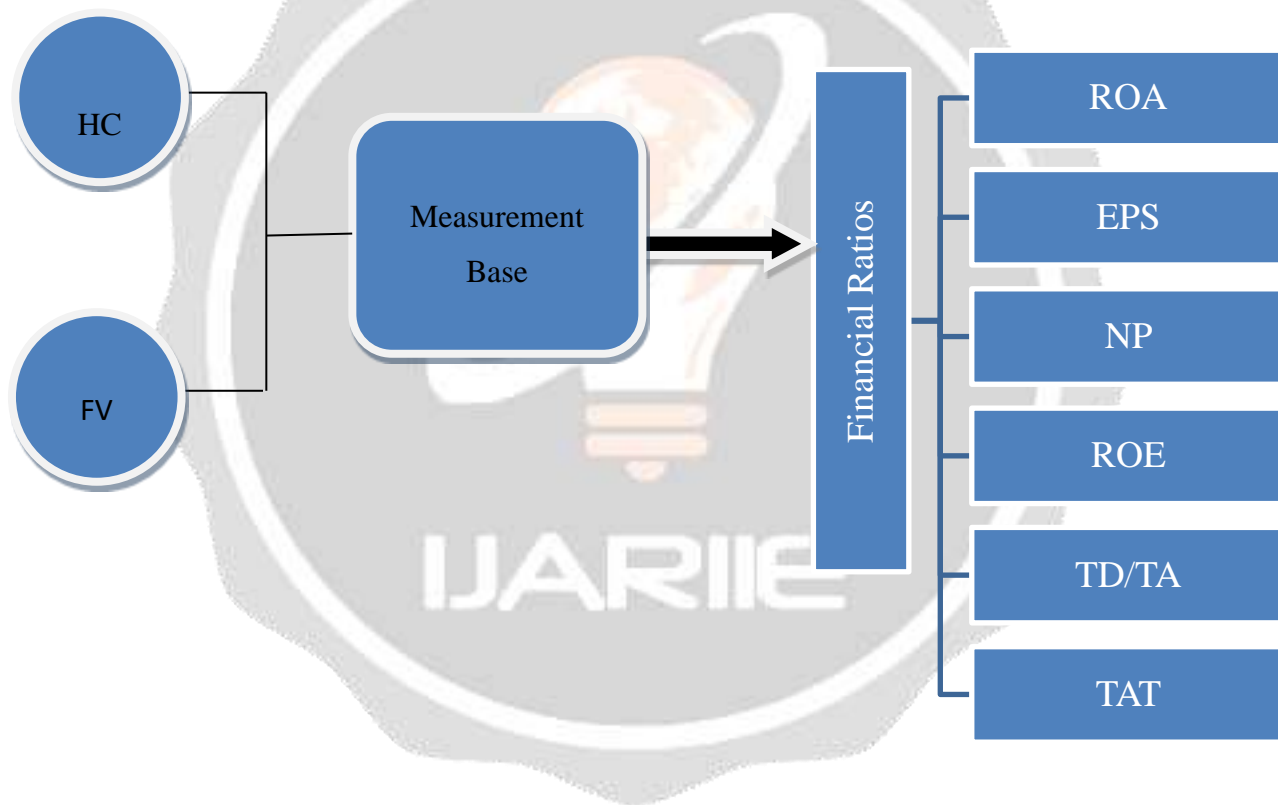 HC
FV
Measurement
Base
Financial Ratios
ROA
EPS
NP
ROE
TD/TA
TAT
IJARIIE